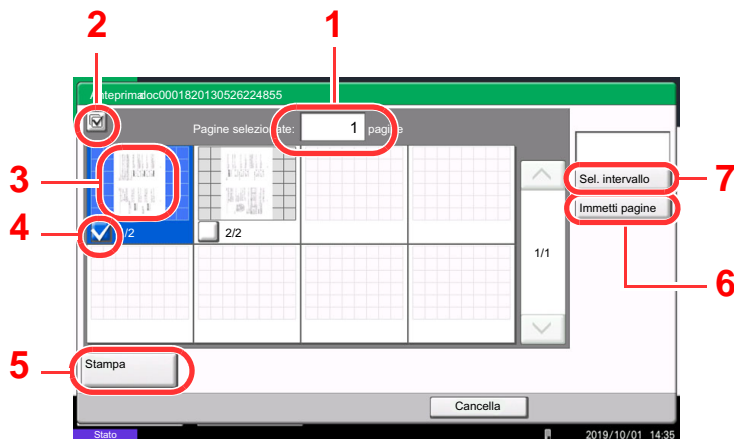 1
2
Anteprima:doc00018201305262248​55
Pagine selezionate: 1 pagine
3
4
1/2
2/2
Sel. intervallo
7
Immetti pagine
6
1/1
5
Stampa
Cancella
Stato
2019/10/01 14:35